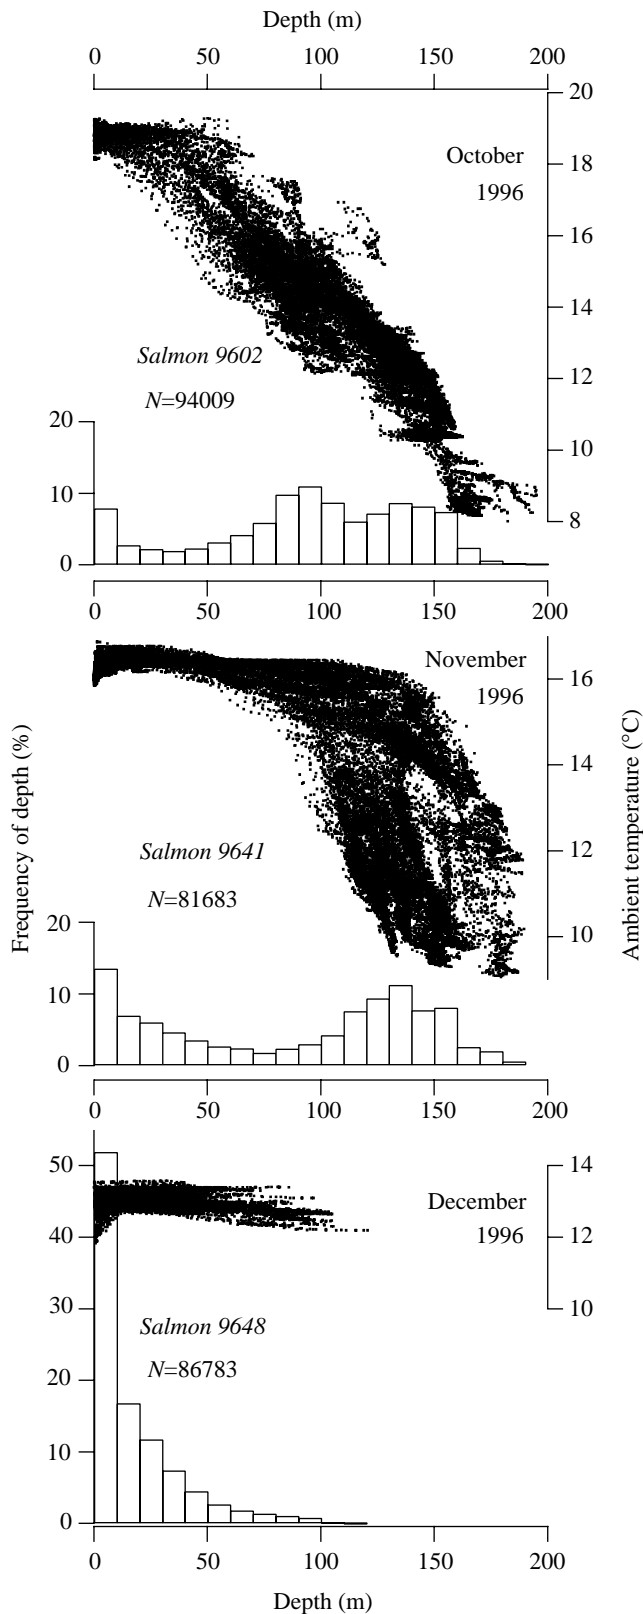 Depth (m)
0 50 100 150 200
20
October
18
1996
16
14
Salmon 9602
12
N=94009
20
10
10
8
0
0 50 100 150 200
November
16
1996
14
Frequency of depth (%)
Ambient temperature (°C)
Salmon 9641
12
N=81683
20
10
10
0
0 50 100 150 200
50
14
December
40
12
1996
30
10
Salmon 9648
N=86783
20
10
0
0 50 100 150 200
Depth (m)